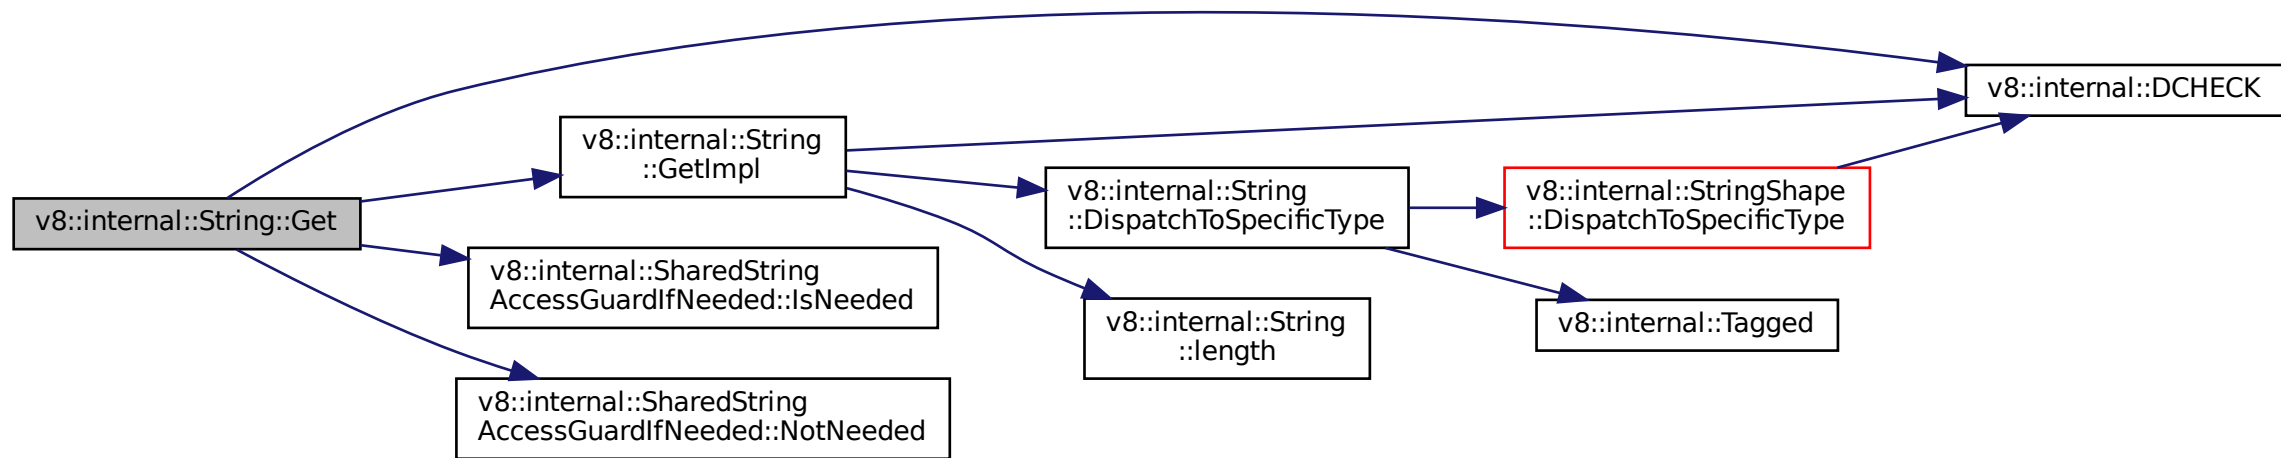 v8::internal::String::Get
v8::internal::String
::GetImpl
v8::internal::SharedString
AccessGuardIfNeeded::IsNeeded
v8::internal::SharedString
AccessGuardIfNeeded::NotNeeded
v8::internal::String
::DispatchToSpecificType
v8::internal::String
::length
v8::internal::StringShape
::DispatchToSpecificType
v8::internal::Tagged
v8::internal::DCHECK